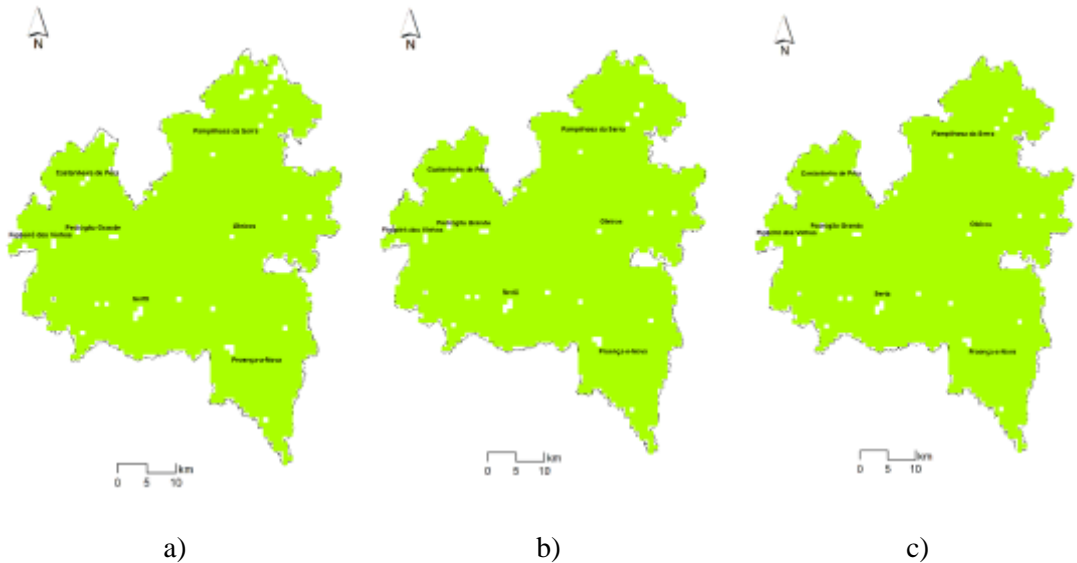 N
N
N
Pampilhosa da Serra
Pampilhosa da Serra
Pampilhosa da Serra
Castanheira de Pêra
Castanheira de Pêra
Castanheira de Pêra
Pedrógão Grande
Oleiros
Pedrógão Grande
Oleiros
Pedrógão Grande
Oleiros
Figueiró dos Vinhos
Figueiró dos Vinhos
Figueiró dos Vinhos
Sertã
Sertã
Sertã
Proença-a-Nova
Proença-a-Nova
Proença-a-Nova
km
0 5 10
km
0 5 10
km
0 5 10
a)
b)
c)